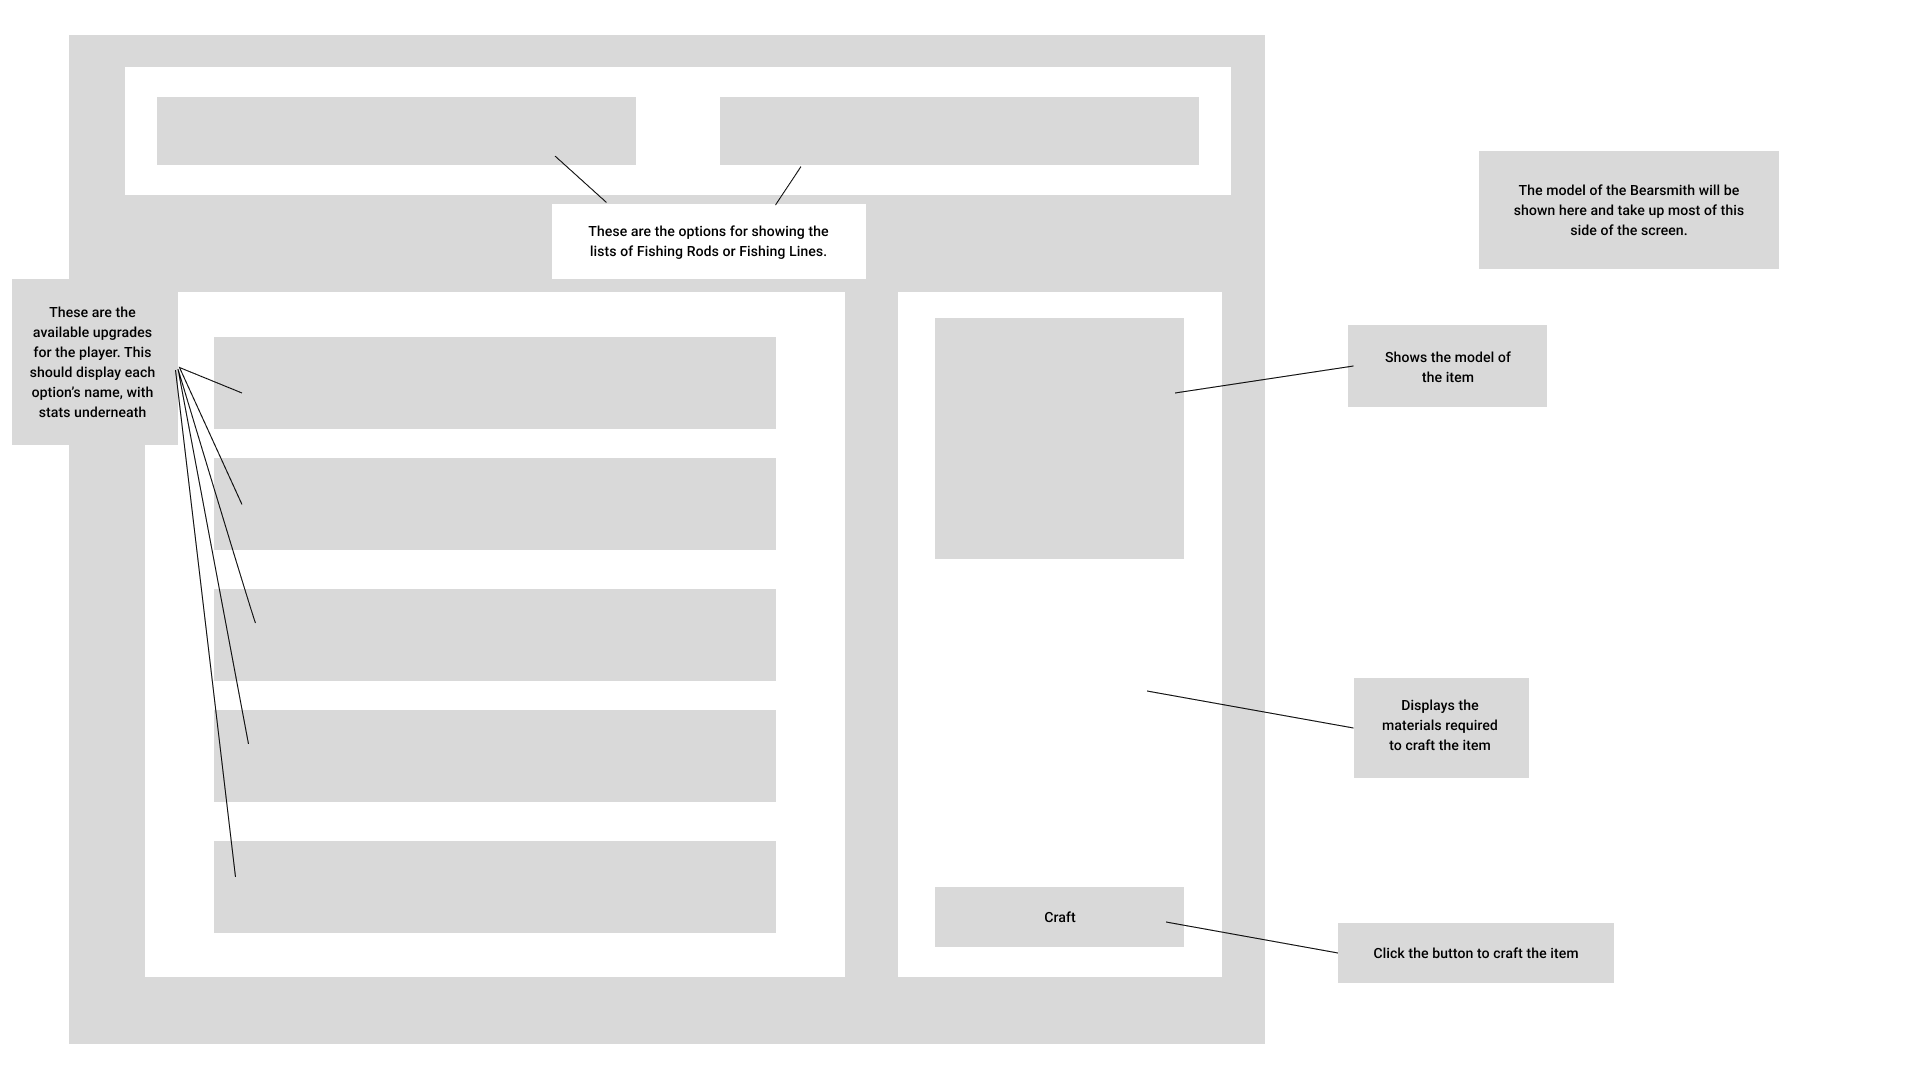 These are the options for showing the
lists of Fishing Rods or Fishing Lines.
The model of the Bearsmith will be
shown here and take up most of this
side of the screen.
These are the
available upgrades
for the player. This
should display each
option's name, with
stats underneath
Shows the model of
the item
Displays the
materials required
to craft the item
Craft
Click the button to craft the item